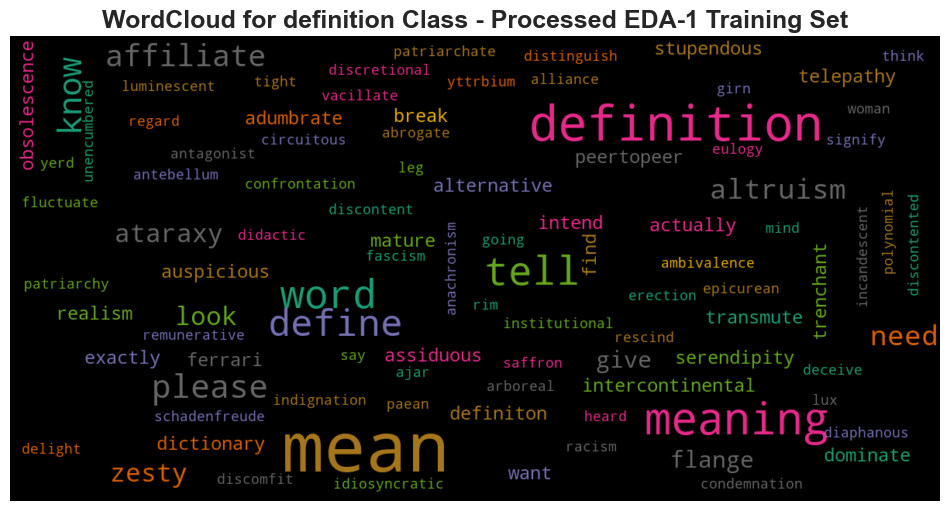 WordCloud for definition Class - Processed EDA-1 Training Set
affiliate
patriarchate
distinguish
stupendous
think
obsolescence
know
unencumbered
luminescent
tight
discretional
yttrbium
alliance
telepathy
vacillate
girn
regard
adumbrate
break
definition
woman
circuitous
abrogate
signify
yerd
antagonist
peertopeer
eulogy
antebellum
leg
confrontation
alternative
altruism
fluctuate
discontent
intend
actually
mind
incandescent
polynomial
discontented
ataraxy
didactic
mature
anachronism
going
find
trenchant
fascism
auspicious
tell
ambivalence
patriarchy
word
rim
erection
epicurean
realism
look
define
institutional
transmute
remunerative
rescind
need
exactly
ferrari
say
assiduous
saffron
give
serendipity
ajar
deceive
please
arboreal
intercontinental
indignation
paean
lux
schadenfreude
definiton
heard
meaning
diaphanous
delight
dictionary
mean
racism
dominate
zesty
discomfit
idiosyncratic
want
flange
condemnation